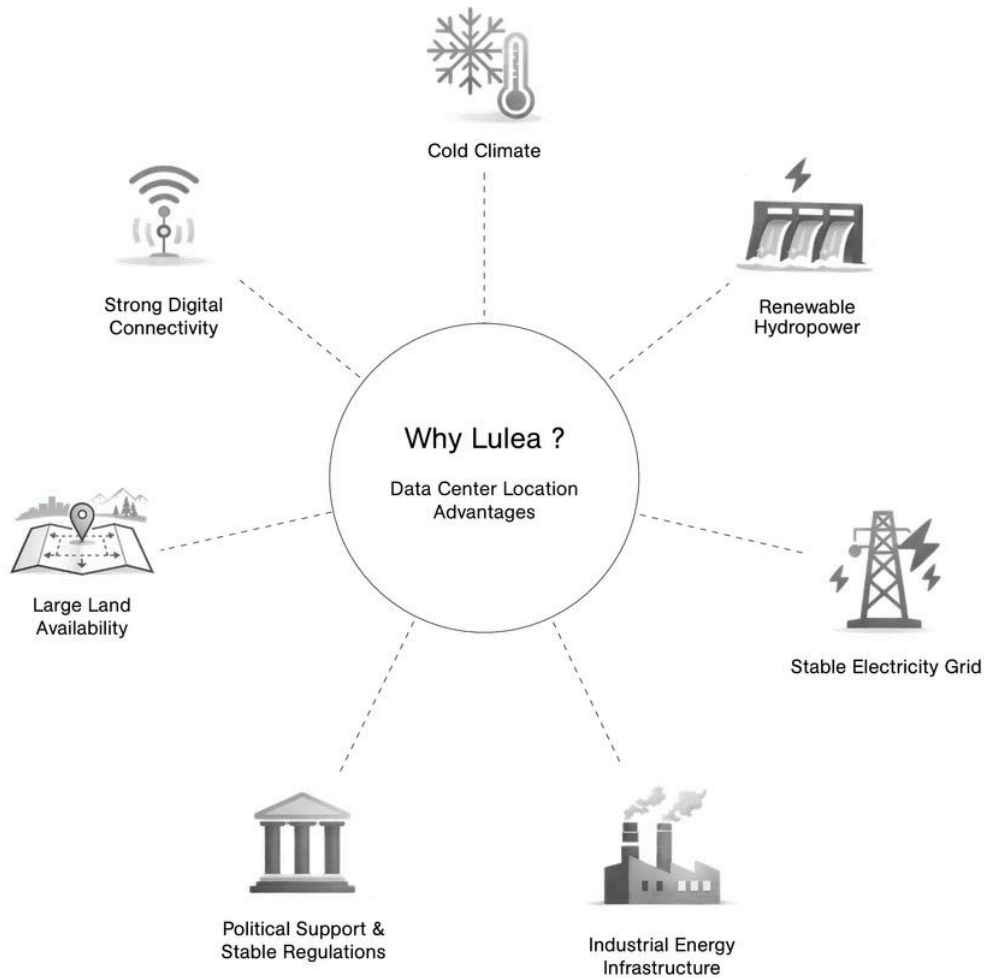 Cold Climate
Strong Digital
Connectivity
Renewable
Hydropower
Why Lulea ?
Data Center Location
Advantages
Large Land
Availability
Stable Electricity Grid
Political Support &
Stable Regulations
Industrial Energy
Infrastructure